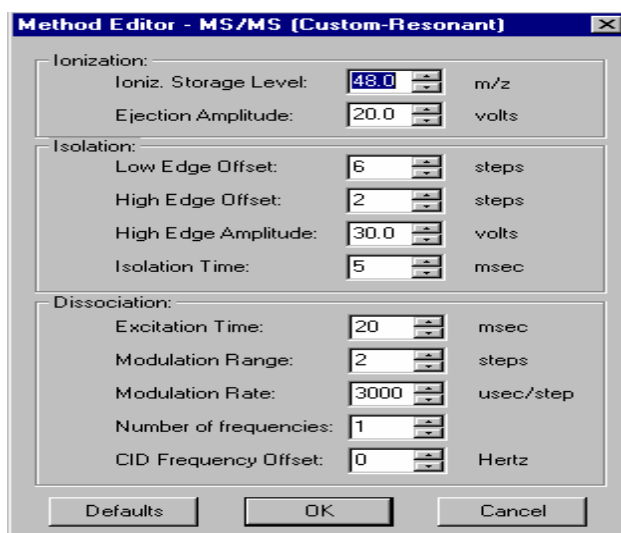 Method Editor - MS/MS (Custom-Resonant)
Ionization:
Ioniz. Storage Level: 48.0 m/z
Ejection Amplitude: 20.0 volts
Isolation:
Low Edge Offset: 6 steps
High Edge Offset: 2 steps
High Edge Amplitude: 30.0 volts
Isolation Time: 5 msec
Dissociation:
Excitation Time: 20 msec
Modulation Range: 2 steps
Modulation Rate: 3000 usec/step
Number of frequencies: 1
CID Frequency Offset: 0 Hertz
Defaults OK Cancel